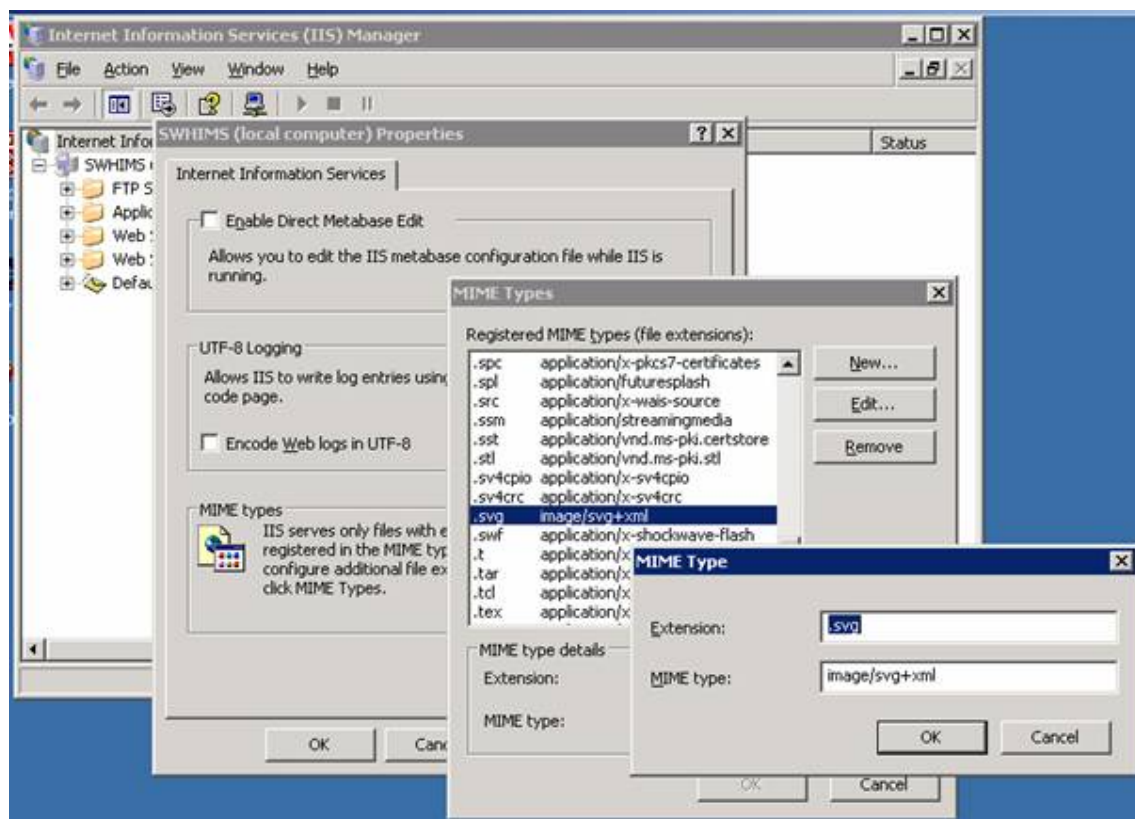 Internet Information Services (IIS) Manager
File Action View Window Help
Status
Internet
SWHIMS
FTP
Web
Web
SWHIMS (local computer) Properties
Internet Information Services
Enable Direct Metabase Edit
Allows you to edit the IIS metabase configuration file while IIS is
running.
UTF-8 Logging
Allows IIS to write log entries using
code page.
Encode Web logs in UTF-8
MIME types
IIS serves only files with
registered in the MIME
configure additional file
click MIME Types.
OK
MIME Types
Registered MIME types (file extensions):
.spc application/x-pkcs7-certificates
.spl application/futuresplash
.src application/x-wais-source
.ssm application/streamingmedia
.sst application/vnd.ms-pki.certstore
.stl application/vnd.ms-pki.stl
.sv4cpio application/x-sv4cpio
.sv4crc application/x-sv4crc
.svg image/svg+xml
.swf application/x-shockwave-flash
.t application/x
.tar application/x
.tcl application/x
.tex application/x
New...
Edit...
Remove
MIME type details
Extension:
MIME type:
OK Cancel
MIME Type
Extension: .svg
MIME type: image/svg+xml
OK Cancel